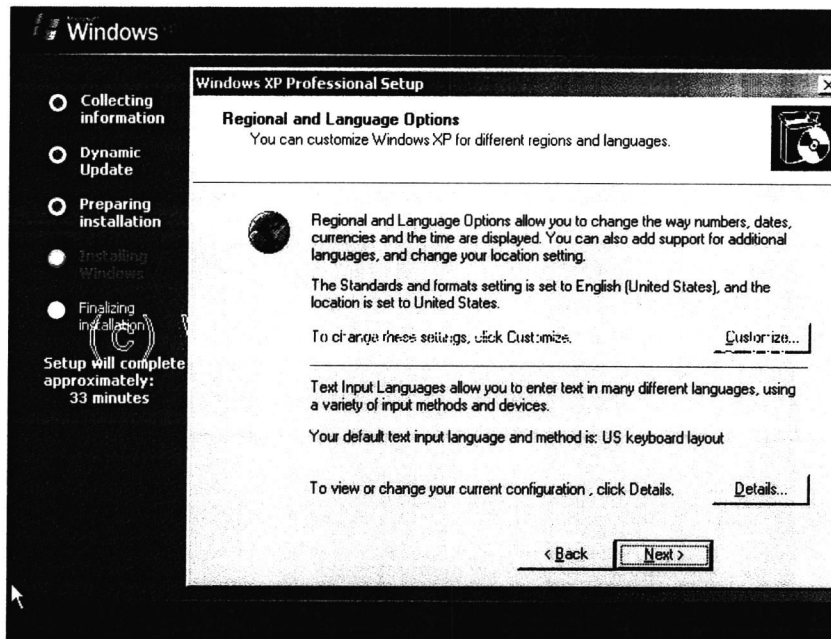 Windows
Collecting
information
Dynamic
Update
Preparing
installation
Installing
Windows
Finalizing
installation
(C)
Setup will complete
approximately:
33 minutes
Windows XP Professional Setup
Regional and Language Options
You can customize Windows XP for different regions and languages.
Regional and Language Options allow you to change the way numbers, dates,
currencies and the time are displayed. You can also add support for additional
languages, and change your location setting.
The Standards and formats setting is set to English (United States), and the
location is set to United States.
To change these settings, click Customize.
Customize...
Text Input Languages allow you to enter text in many different languages, using
a variety of input methods and devices.
Your default text input language and method is: US keyboard layout
To view or change your current configuration , click Details.
Details...
< Back
Next >